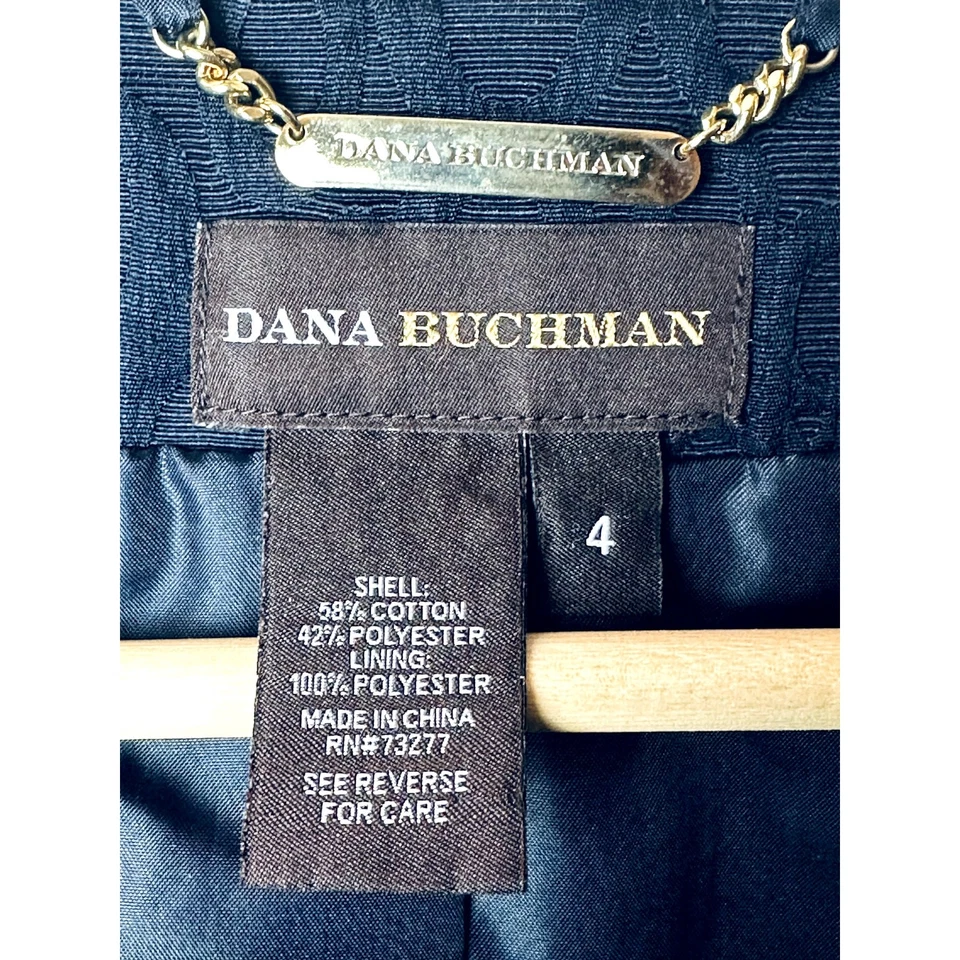 DANA BUCHMAN
DANA BUCHMAN
4
SHELL:
58% COTTON
42% POLYESTER
LINING:
100% POLYESTER
MADE IN CHINA
RN#73277
SEE REVERSE
FOR CARE